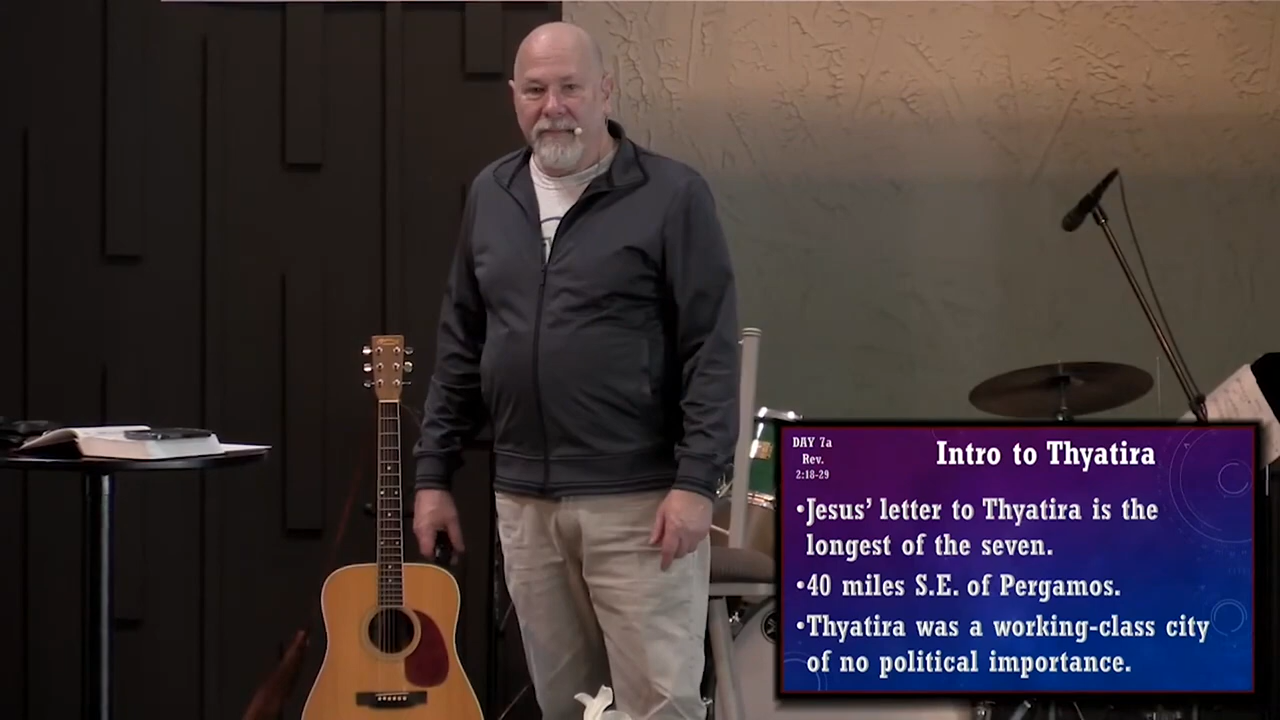 DAY 7a
Rev.
2:18-29
Intro to Thyatira
•Jesus’ letter to Thyatira is the
longest of the seven.
•40 miles S.E. of Pergamos.
•Thyatira was a working-class city
of no political importance.